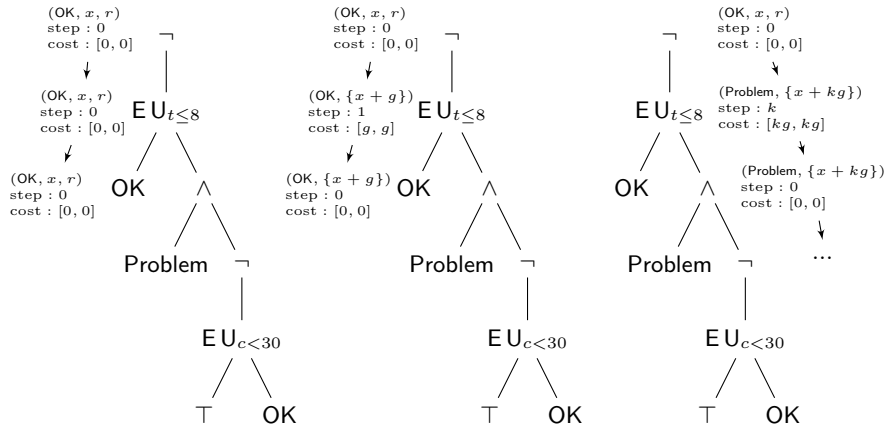 (OK, x, r)
step : 0
cost : [0, 0]
(OK, x, r)
step : 0
cost : [0, 0]
(OK, x, r)
step : 0
cost : [0, 0]
¬
E U_{t≤8}
OK
∧
Problem
¬
E U_{c<30}
⊤
OK
(OK, x, r)
step : 0
cost : [0, 0]
(OK, {x + g})
step : 1
cost : [g, g]
(OK, {x + g})
step : 0
cost : [0, 0]
¬
E U_{t≤8}
OK
∧
Problem
¬
E U_{c<30}
⊤
OK
¬
E U_{t≤8}
OK
∧
Problem
¬
E U_{c<30}
⊤
OK
(OK, x, r)
step : 0
cost : [0, 0]
(Problem, {x + kg})
step : k
cost : [kg, kg]
(Problem, {x + kg})
step : 0
cost : [0, 0]
...